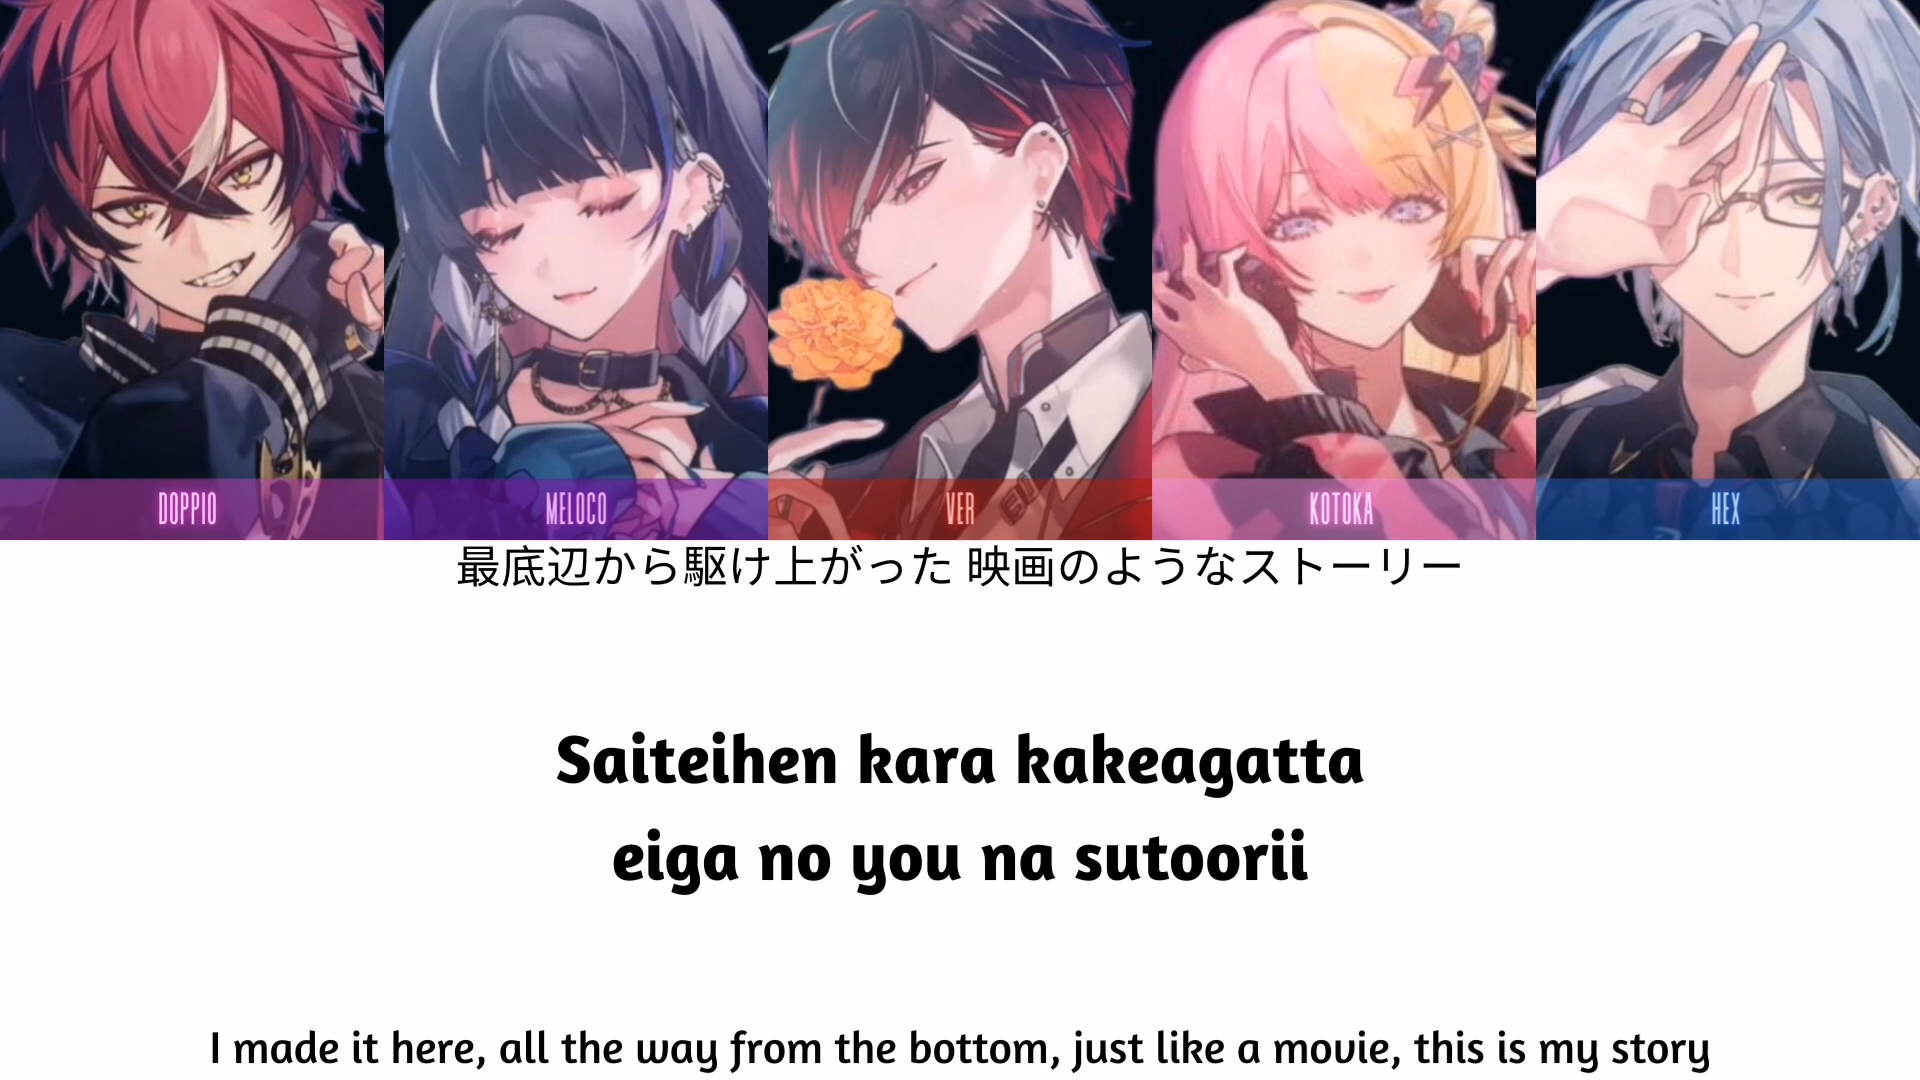 DOPPIO
MELOCO
VER
KOTOKA
HEX
最底辺から駆け上がった 映画のようなストーリー
Saiteihen kara kakeagatta
eiga no you na sutoorii
I made it here, all the way from the bottom, just like a movie, this is my story